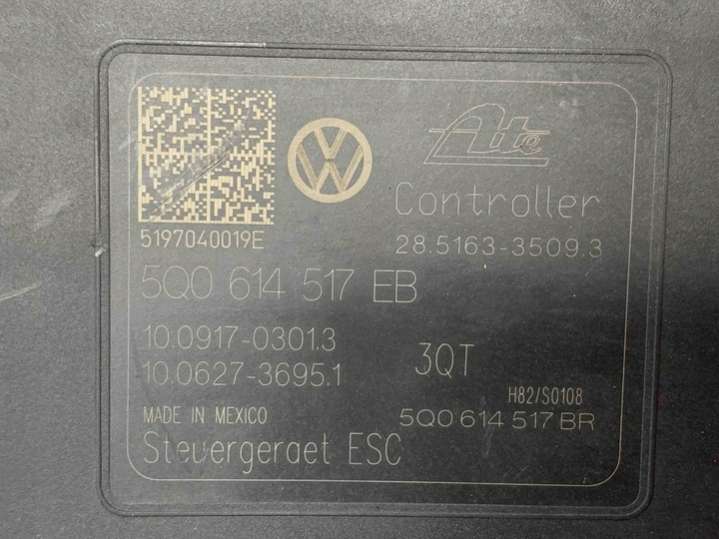 Ate
Controller
5197040019E
28.5163-3509.3
5Q0 614 517 EB
10.0917-0301.3
10.0627-3695.1
3QT
H82/S0108
MADE IN MEXICO
5Q0 614 517 BR
Steuergeraet ESC